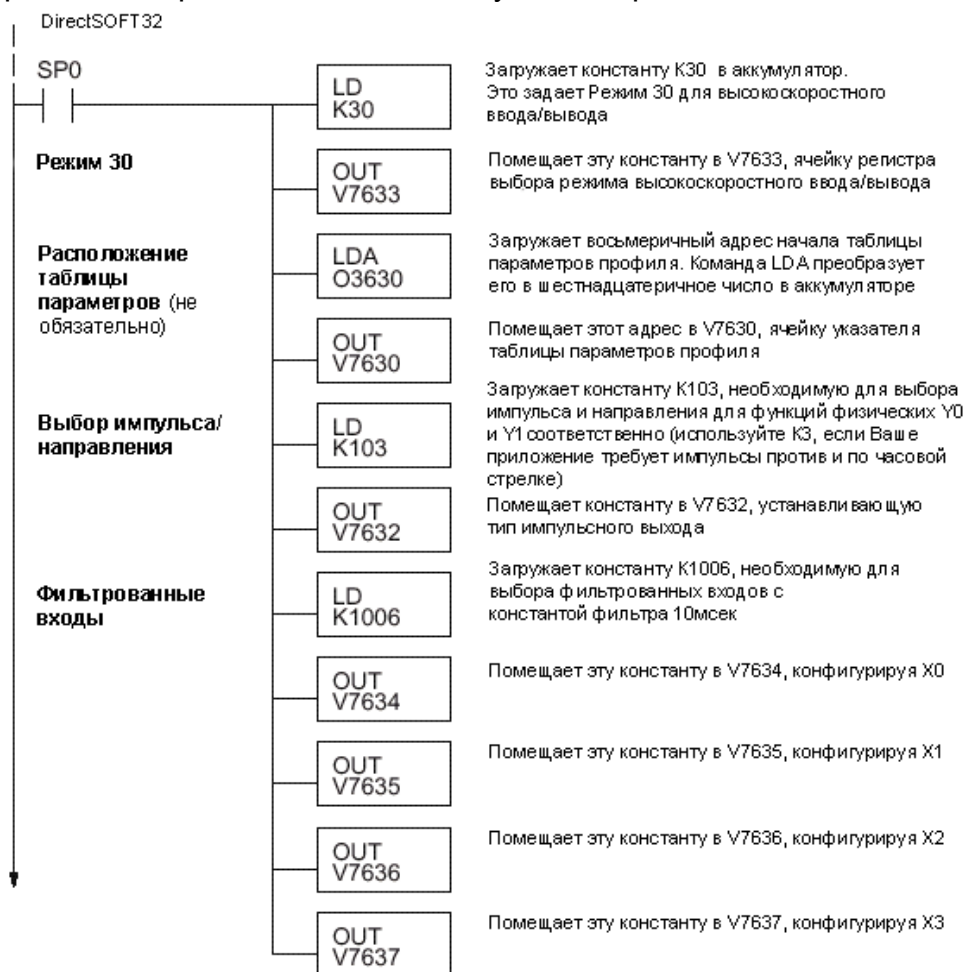 DirectSOFT32
SP0
LD
K30
Загружает константу K30 в аккумулятор.
Это задает Режим 30 для высокоскоростного
ввода/вывода
Режим 30
OUT
V7633
Помещает эту константу в V7633, ячейку регистра
выбора режима высокоскоростного ввода/вывода
Расположение
таблицы
параметров (не
обязательно)
LDA
O3630
Загружает восьмеричный адрес начала таблицы
параметров профиля. Команда LDA преобразует
его в шестнадцатеричное число в аккумуляторе
OUT
V7630
Помещает этот адрес в V7630, ячейку указателя
таблицы параметров профиля
Выбор импульса/
направления
LD
K103
Загружает константу K103, необходимую для выбора
импульса и направления для функций физических Y0
и Y1 соответственно (используйте K3, если Ваше
приложение требует импульсы против и по часовой
стрелке)
OUT
V7632
Помещает константу в V7632, устанавливающую
тип импульсного выхода
Фильтрованные
входы
LD
K1006
Загружает константу K1006, необходимую для
выбора фильтрованных входов с
константой фильтра 10мсек
OUT
V7634
Помещает эту константу в V7634, конфигурируя X0
OUT
V7635
Помещает эту константу в V7635, конфигурируя X1
OUT
V7636
Помещает эту константу в V7636, конфигурируя X2
OUT
V7637
Помещает эту константу в V7637, конфигурируя X3